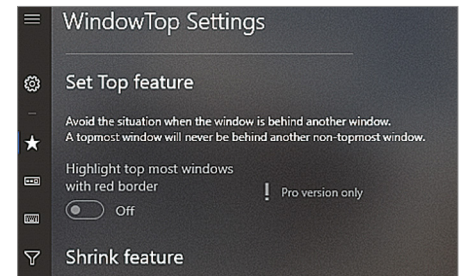 WindowTop Settings
Set Top feature
Avoid the situation when the window is behind another window.
A topmost window will never be behind another non-topmost window.
Highlight top most windows
with red border
! Pro version only
Off
Shrink feature